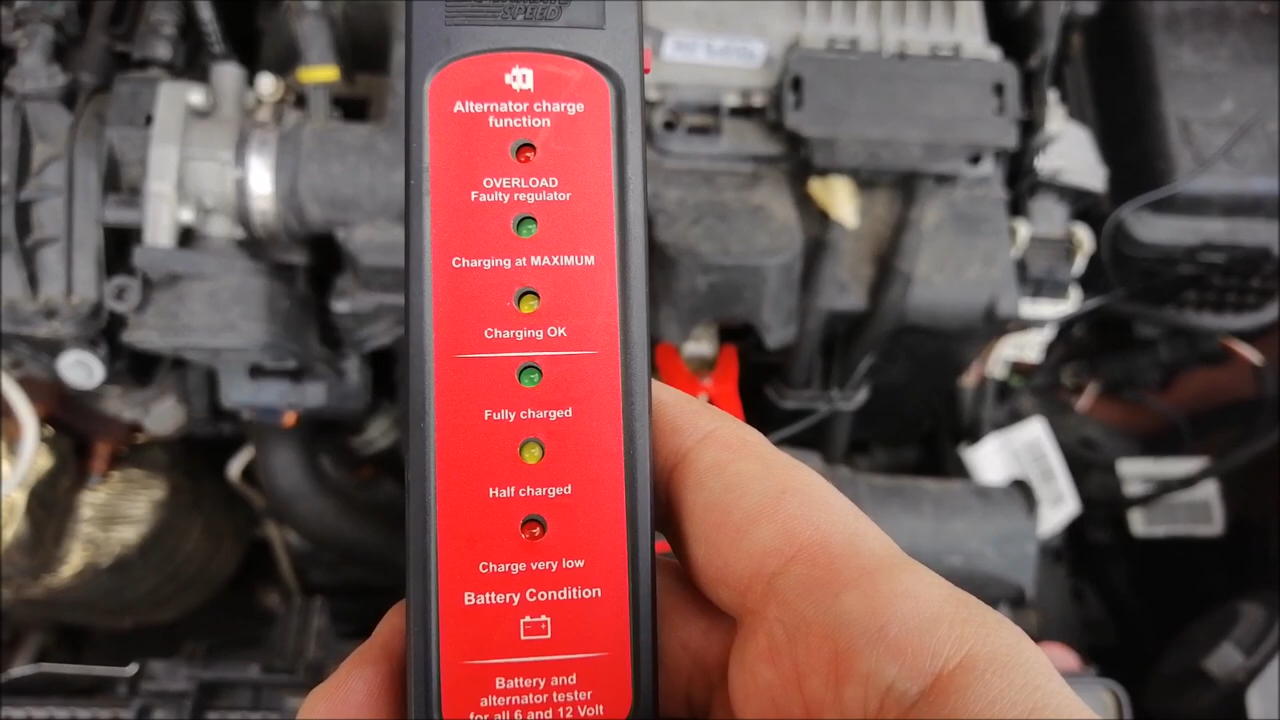 SPEED
Alternator charge
function
OVERLOAD
Faulty regulator
Charging at MAXIMUM
Charging OK
Fully charged
Half charged
Charge very low
Battery Condition
Battery and
alternator tester
for all 6 and 12 Volt